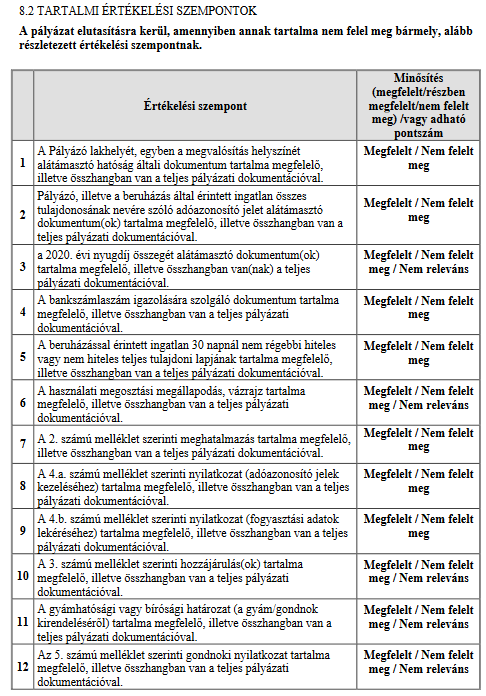 8.2 TARTALMI ÉRTÉKELÉSI SZEMPONTOK
A pályázat elutasításra kerül, amennyiben annak tartalma nem felel meg bármely, alább
részletezett értékelési szempontnak.
Értékelési szempont
Minősítés
(megfelelt/részben
megfelelt/nem felelt
meg) /vagy adható
pontszám
1
A Pályázó lakhelyét, egyben a megvalósítás helyszínét
alátámasztó hatóság általi dokumentum tartalma megfelelő,
illetve összhangban van a teljes pályázati dokumentációval.
Megfelelt / Nem felelt
meg
2
Pályázó, illetve a beruházás által érintett ingatlan összes
tulajdonosának nevére szóló adóazonosító jelet alátámasztó
dokumentum(ok) tartalma megfelelő, illetve összhangban van a
teljes pályázati dokumentációval.
Megfelelt / Nem felelt
meg
3
a 2020. évi nyugdíj összegét alátámasztó dokumentum(ok)
tartalma megfelelő, illetve összhangban van(nak) a teljes
pályázati dokumentációval.
Megfelelt / Nem felelt
meg / Nem releváns
4
A bankszámlaszám igazolására szolgáló dokumentum tartalma
megfelelő, illetve összhangban van a teljes pályázati
dokumentációval.
Megfelelt / Nem felelt
meg
5
A beruházással érintett ingatlan 30 napnál nem régebbi hiteles
vagy nem hiteles teljes tulajdoni lapjának tartalma megfelelő,
illetve összhangban van a teljes pályázati dokumentációval.
Megfelelt / Nem felelt
meg
6
A használati megosztási megállapodás, vázrajz tartalma
megfelelő, illetve összhangban van a teljes pályázati
dokumentációval.
Megfelelt / Nem felelt
meg / Nem releváns
7
A 2. számú melléklet szerinti meghatalmazás tartalma megfelelő,
illetve összhangban van a teljes pályázati dokumentációval.
Megfelelt / Nem felelt
meg
8
A 4.a. számú melléklet szerinti nyilatkozat (adóazonosító jelek
kezeléséhez) tartalma megfelelő, illetve összhangban van a teljes
pályázati dokumentációval.
Megfelelt / Nem felelt
meg
9
A 4.b. számú melléklet szerinti nyilatkozat (fogyasztási adatok
lekéréséhez) tartalma megfelelő, illetve összhangban van a teljes
pályázati dokumentációval.
Megfelelt / Nem felelt
meg
10
A 3. számú melléklet szerinti hozzájárulás(ok) tartalma
megfelelő, illetve összhangban van a teljes pályázati
dokumentációval.
Megfelelt / Nem felelt
meg / Nem releváns
11
A gyámhatósági vagy bírósági határozat (a gyám/gondnok
kirendeléséről) tartalma megfelelő, illetve összhangban van a
teljes pályázati dokumentációval.
Megfelelt / Nem felelt
meg / Nem releváns
12
Az 5. számú melléklet szerinti gondnoki nyilatkozat tartalma
megfelelő, illetve összhangban van a teljes pályázati
dokumentációval.
Megfelelt / Nem felelt
meg / Nem releváns